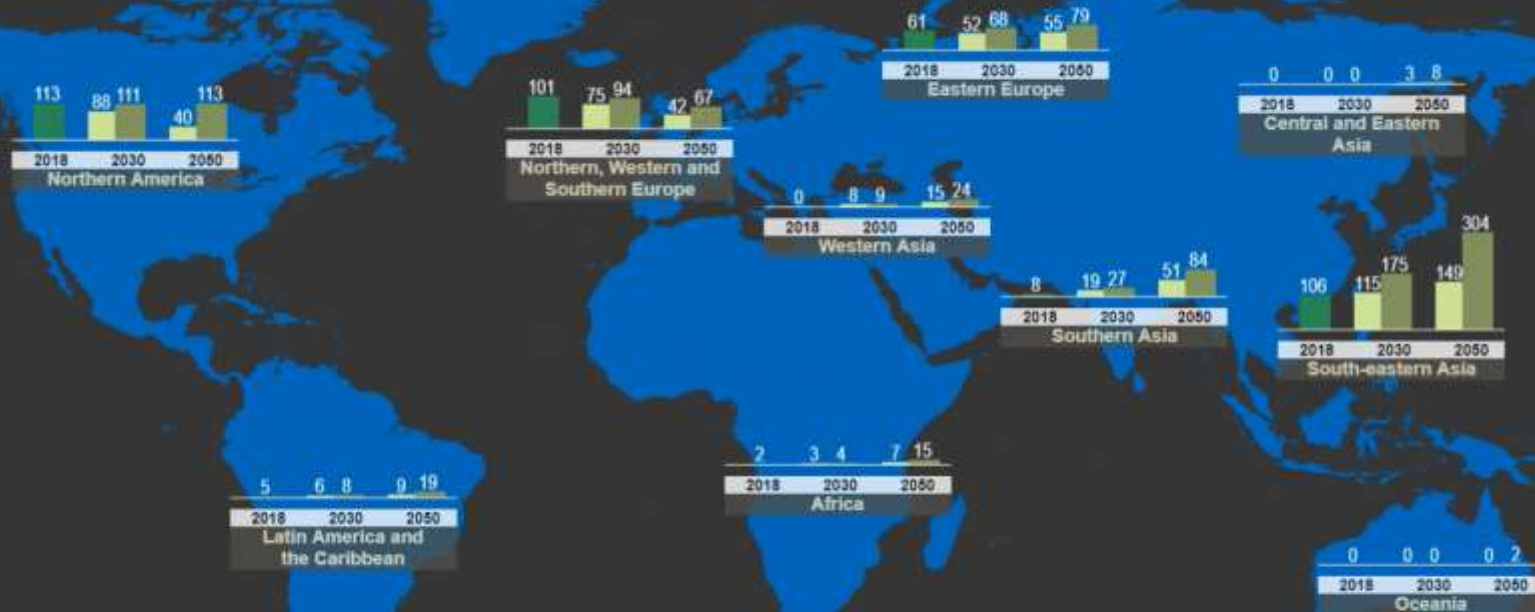 113 88 111 40 113
2018 2030 2050
Northern America
101 75 94 42 67
2018 2030 2050
Northern, Western and
Southern Europe
61 52 68 55 79
2018 2030 2050
Eastern Europe
0 0 0 3 8
2018 2030 2050
Central and Eastern
Asia
0 8 9 15 24
2018 2030 2050
Western Asia
8 19 27 51 84
2018 2030 2050
Southern Asia
106 115 175 149 304
2018 2030 2050
South-eastern Asia
5 6 8 9 19
2018 2030 2050
Latin America and
the Caribbean
2 3 4 7 15
2018 2030 2050
Africa
0 0 0 0 2
2018 2030 2050
Oceania